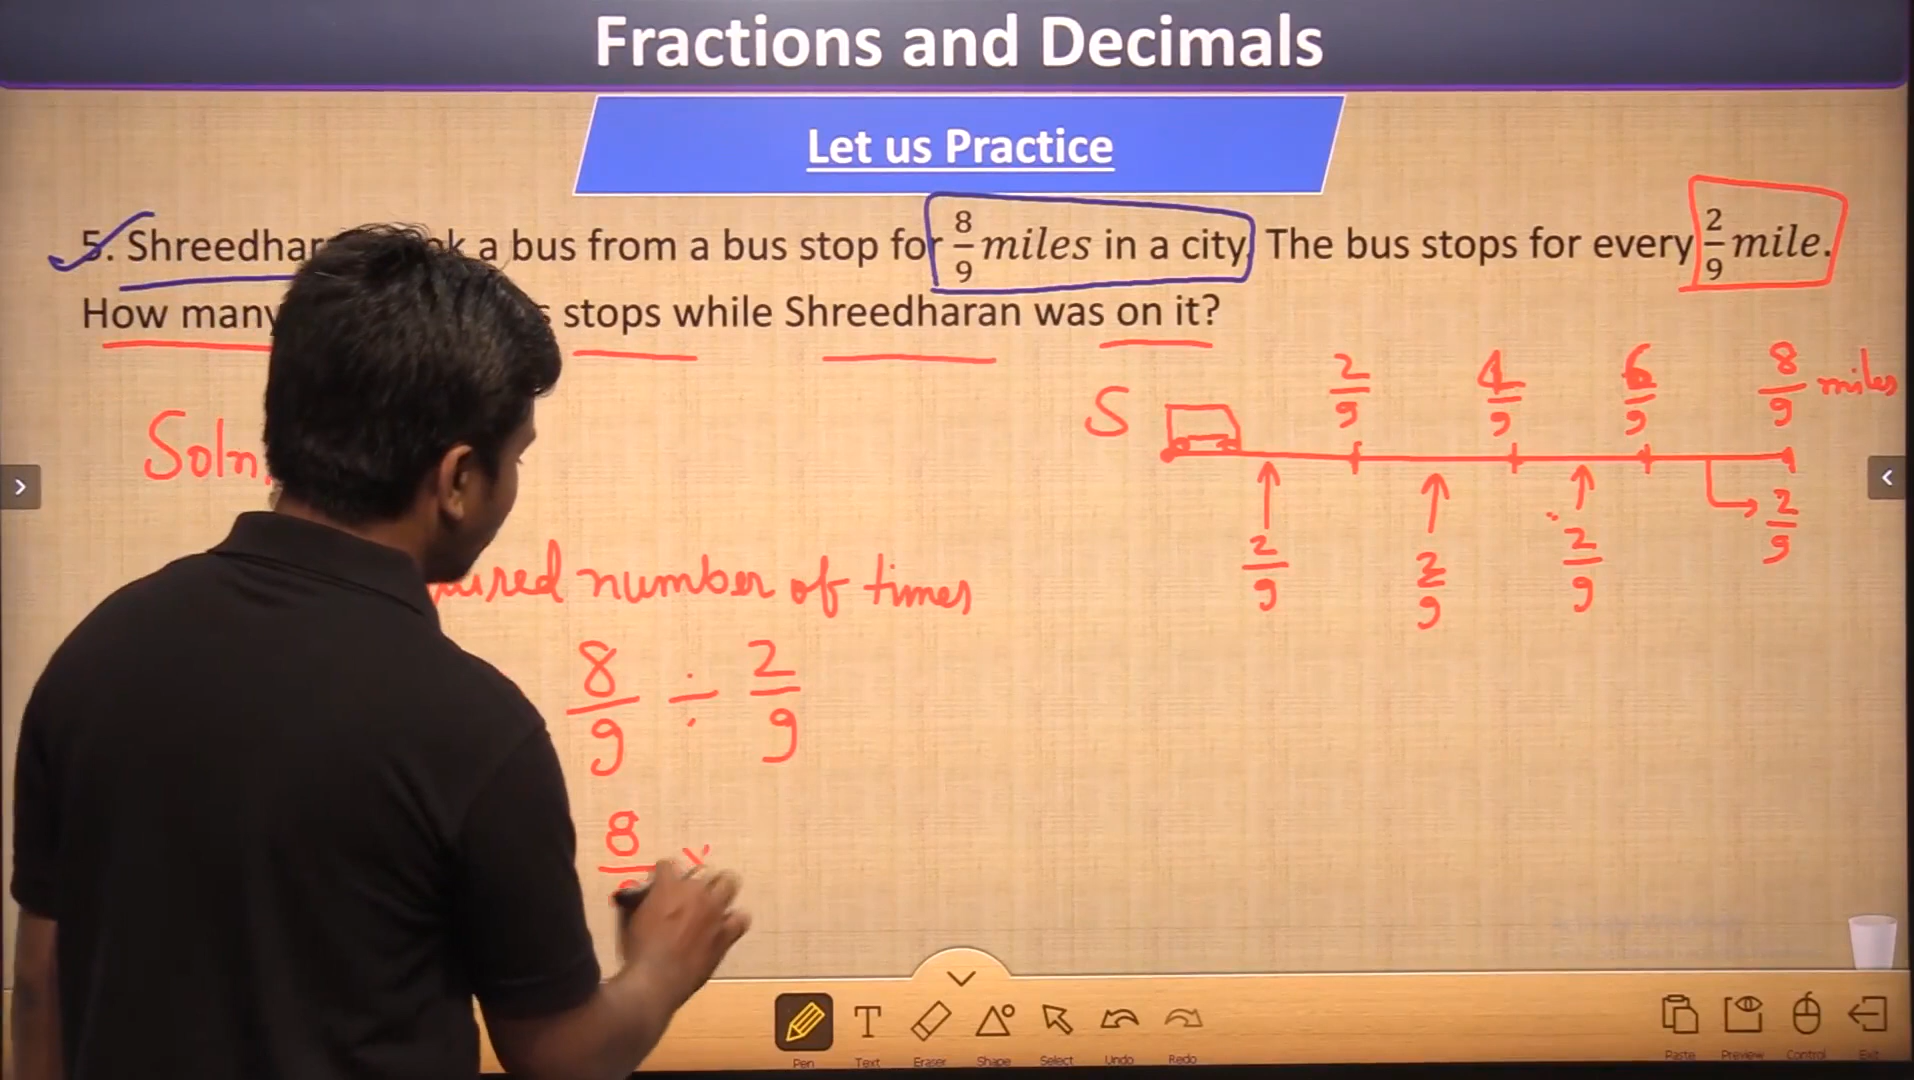 Fractions and Decimals
Let us Practice
5. Shreedhar k a bus from a bus stop for 8/9 miles in a city. The bus stops for every 2/9 mile.
How many s stops while Shreedharan was on it?
Soln.
S 2/9 4/9 6/9 8/9 miles
2/9 2/9 2/9 2/9
uired number of times
8/9 ÷ 2/9
8/9 ×
Pen Text Eraser Shape Select Undo Redo Paste Preview Control Exit